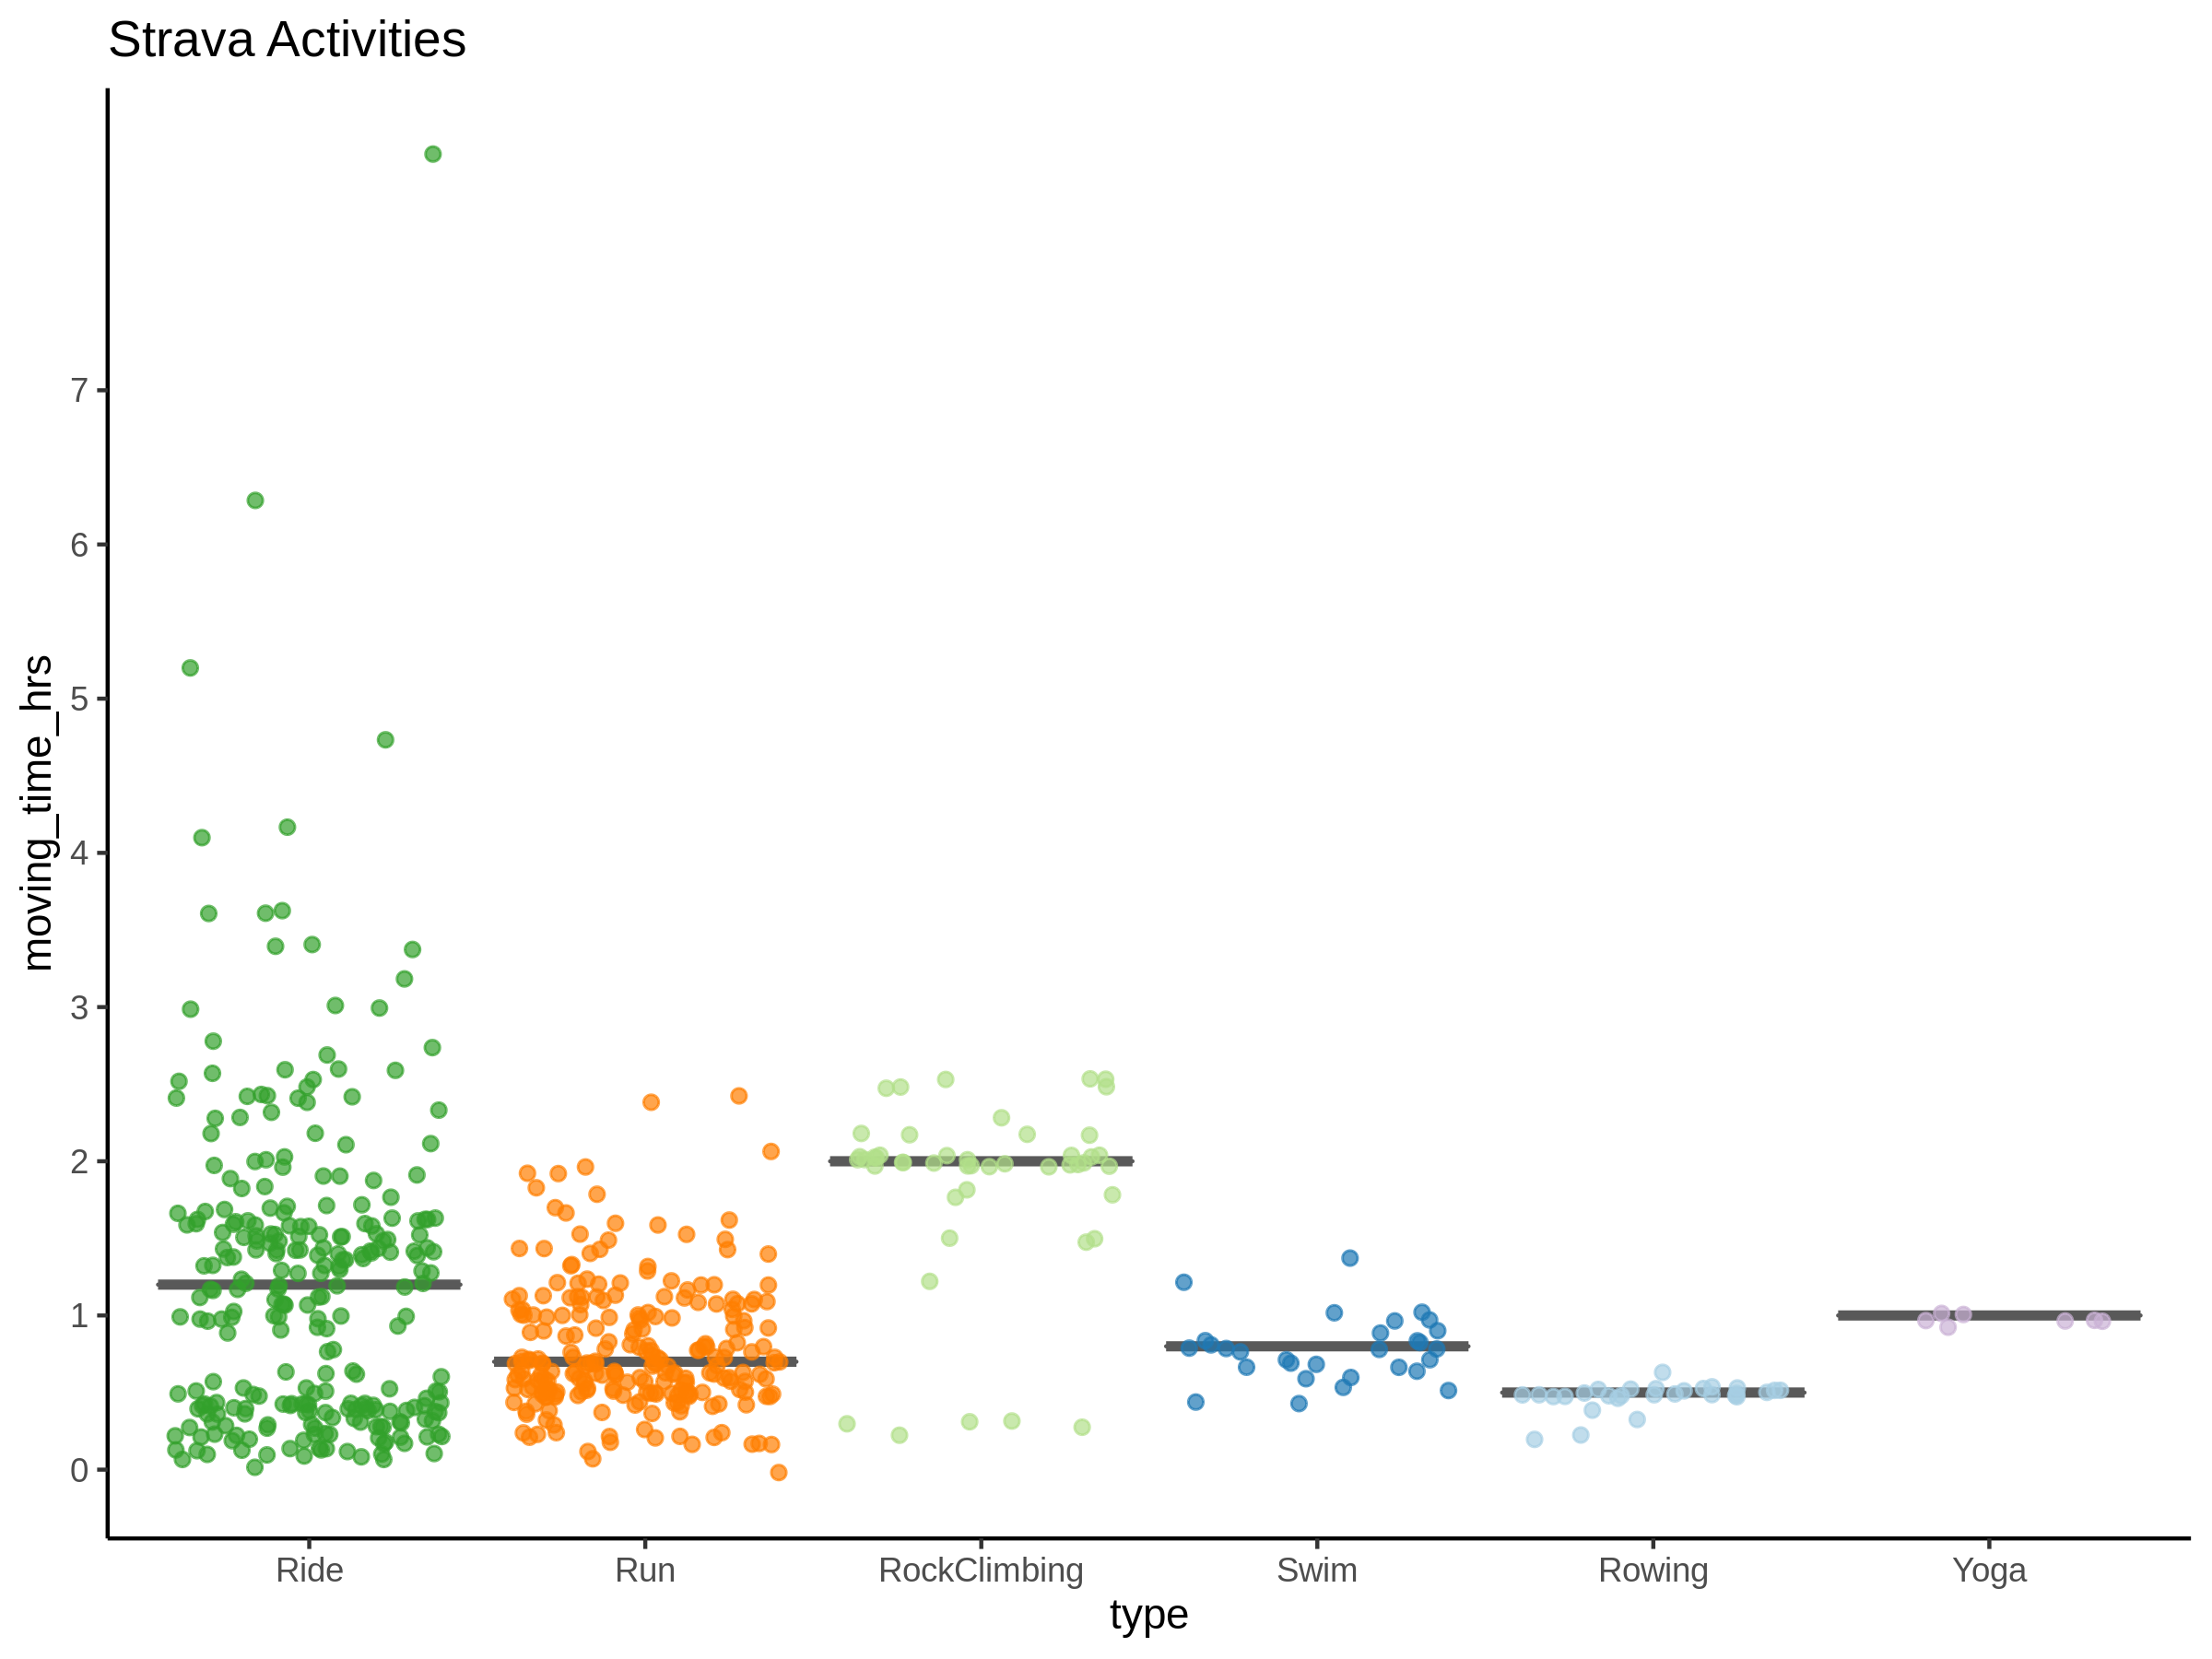 Strava Activities
moving_time_hrs
7
6
5
4
3
2
1
0
Ride Run RockClimbing Swim Rowing Yoga
type